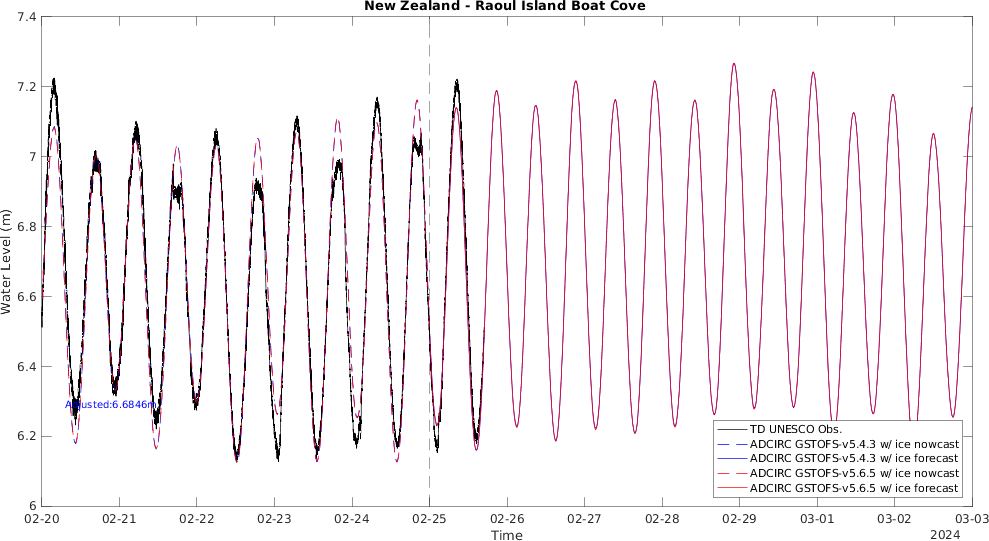 New Zealand - Raoul Island Boat Cove
7.4
7.2
7
6.8
6.6
6.4
6.2
6
Water Level (m)
Adjusted:6.6846m
TD UNESCO Obs.
ADCIRC GSTOFS-v5.4.3 w/ ice nowcast
ADCIRC GSTOFS-v5.4.3 w/ ice forecast
ADCIRC GSTOFS-v5.6.5 w/ ice nowcast
ADCIRC GSTOFS-v5.6.5 w/ ice forecast
02-20 02-21 02-22 02-23 02-24 02-25 02-26 02-27 02-28 02-29 03-01 03-02 03-03
Time
2024